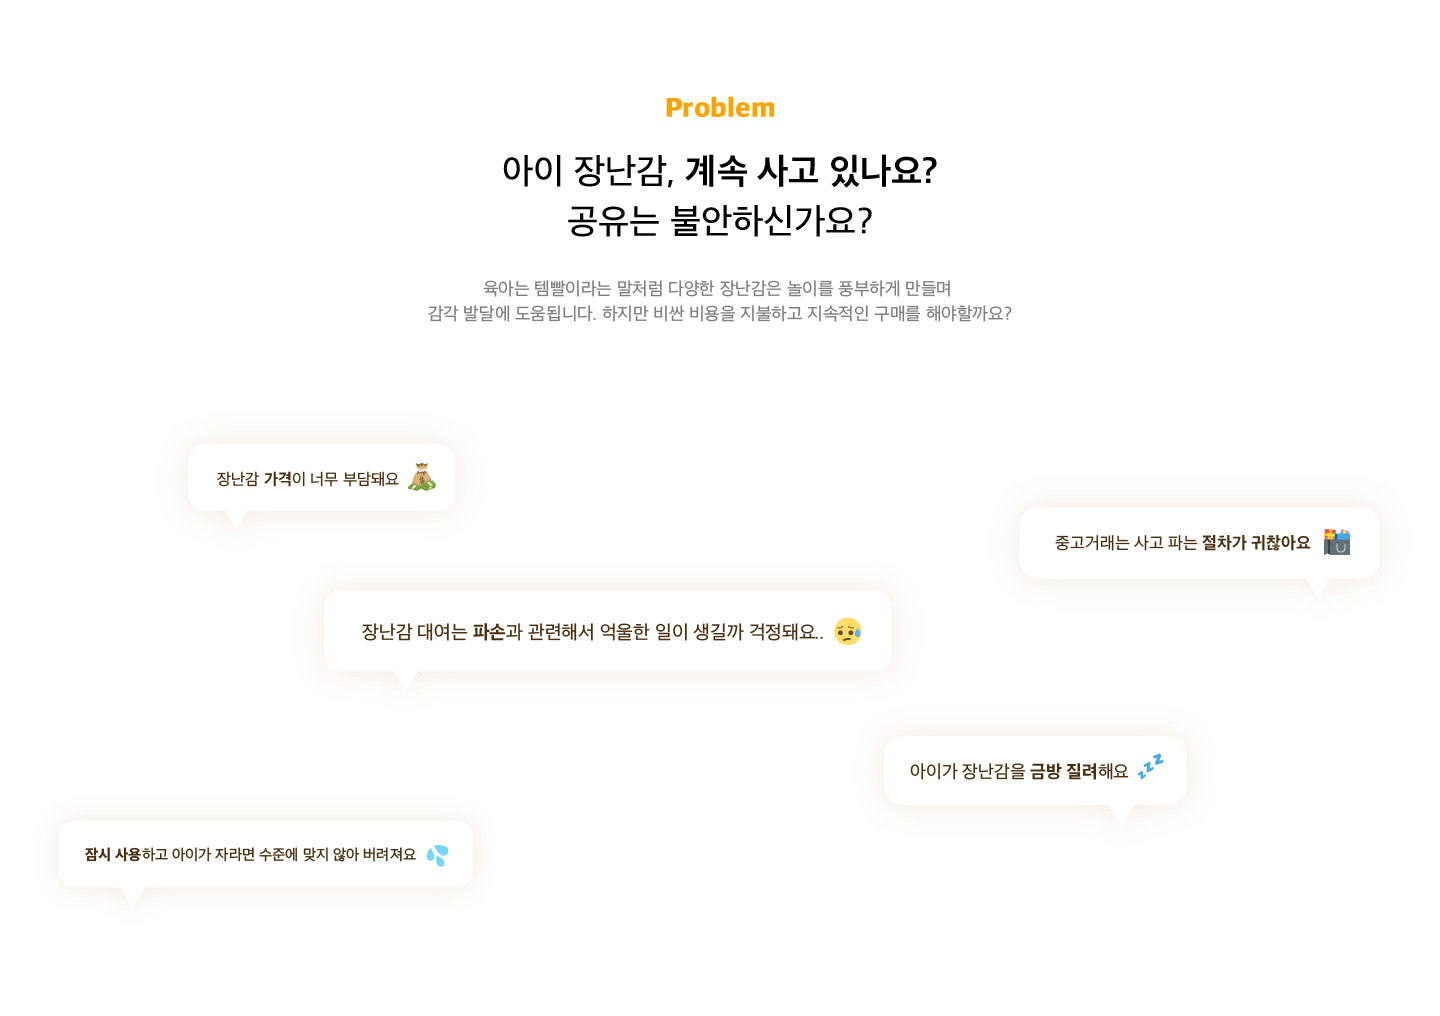 Problem
아이 장난감, 계속 사고 있나요?
공유는 불안하신가요?
육아는 템빨이라는 말처럼 다양한 장난감은 놀이를 풍부하게 만들며
감각 발달에 도움됩니다. 하지만 비싼 비용을 지불하고 지속적인 구매를 해야할까요?
장난감 가격이 너무 부담돼요
중고거래는 사고 파는 절차가 귀찮아요
장난감 대여는 파손과 관련해서 억울한 일이 생길까 걱정돼요..
아이가 장난감을 금방 질려해요
잠시 사용하고 아이가 자라면 수준에 맞지 않아 버려져요